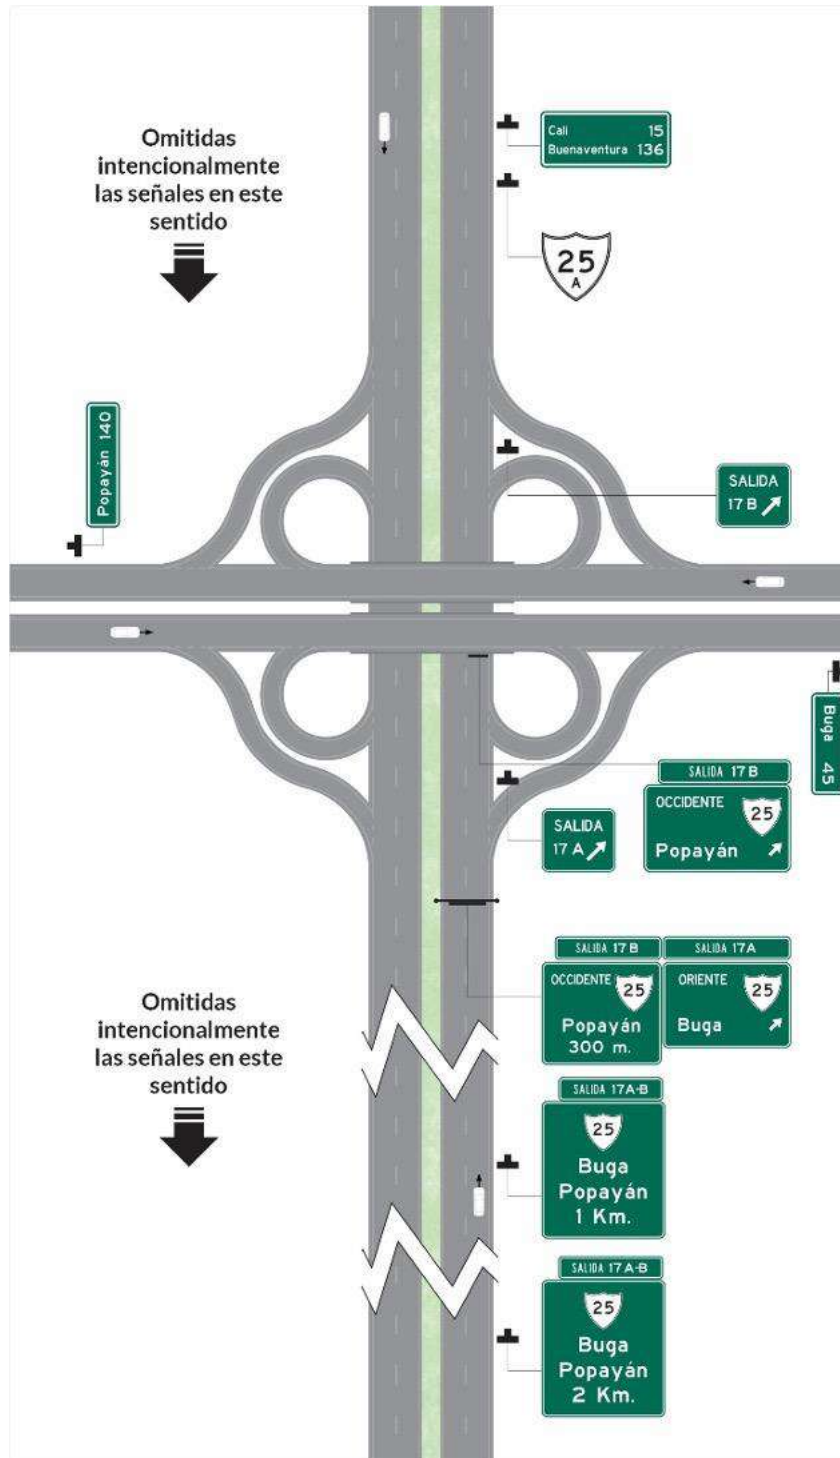 Omitidas
intencionalmente
las señales en este
sentido
Cali 15
Buenaventura 136
25
A
Popayán 140
SALIDA
17 B
Buga 45
SALIDA 17 B
OCCIDENTE
25
Popayán
SALIDA
17 A
SALIDA 17 B
OCCIDENTE
25
Popayán
300 m.
SALIDA 17A
ORIENTE
25
Buga
Omitidas
intencionalmente
las señales en este
sentido
SALIDA 17 A-B
25
Buga
Popayán
1 Km.
SALIDA 17 A-B
25
Buga
Popayán
2 Km.